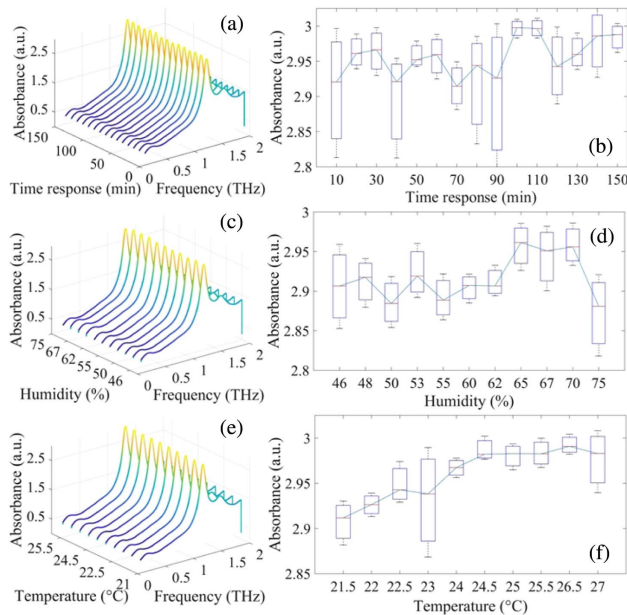 (a)
Absorbance (a.u.)
2.5
1.5
0.5
150
100
50
0
Time response (min)
0
0.5
1
1.5
2
Frequency (THz)
(b)
Absorbance (a.u.)
3
2.95
2.9
2.85
2.8
10 30 50 70 90 110 130 150
Time response (min)
(c)
Absorbance (a.u.)
2.5
1.5
0.5
75
67
62
55
50
46
Humidity (%)
0
0.5
1
1.5
2
Frequency (THz)
(d)
Absorbance (a.u.)
3
2.95
2.9
2.85
2.8
46 48 50 53 55 60 62 65 67 70 75
Humidity (%)
(e)
Absorbance (a.u.)
2.5
1.5
0.5
25.5
24.5
22.5
21
Temperature (°C)
0
0.5
1
1.5
2
Frequency (THz)
(f)
Absorbance (a.u.)
3
2.95
2.9
2.85
21.5 22 22.5 23 24 24.5 25 25.5 26.5 27
Temperature (°C)